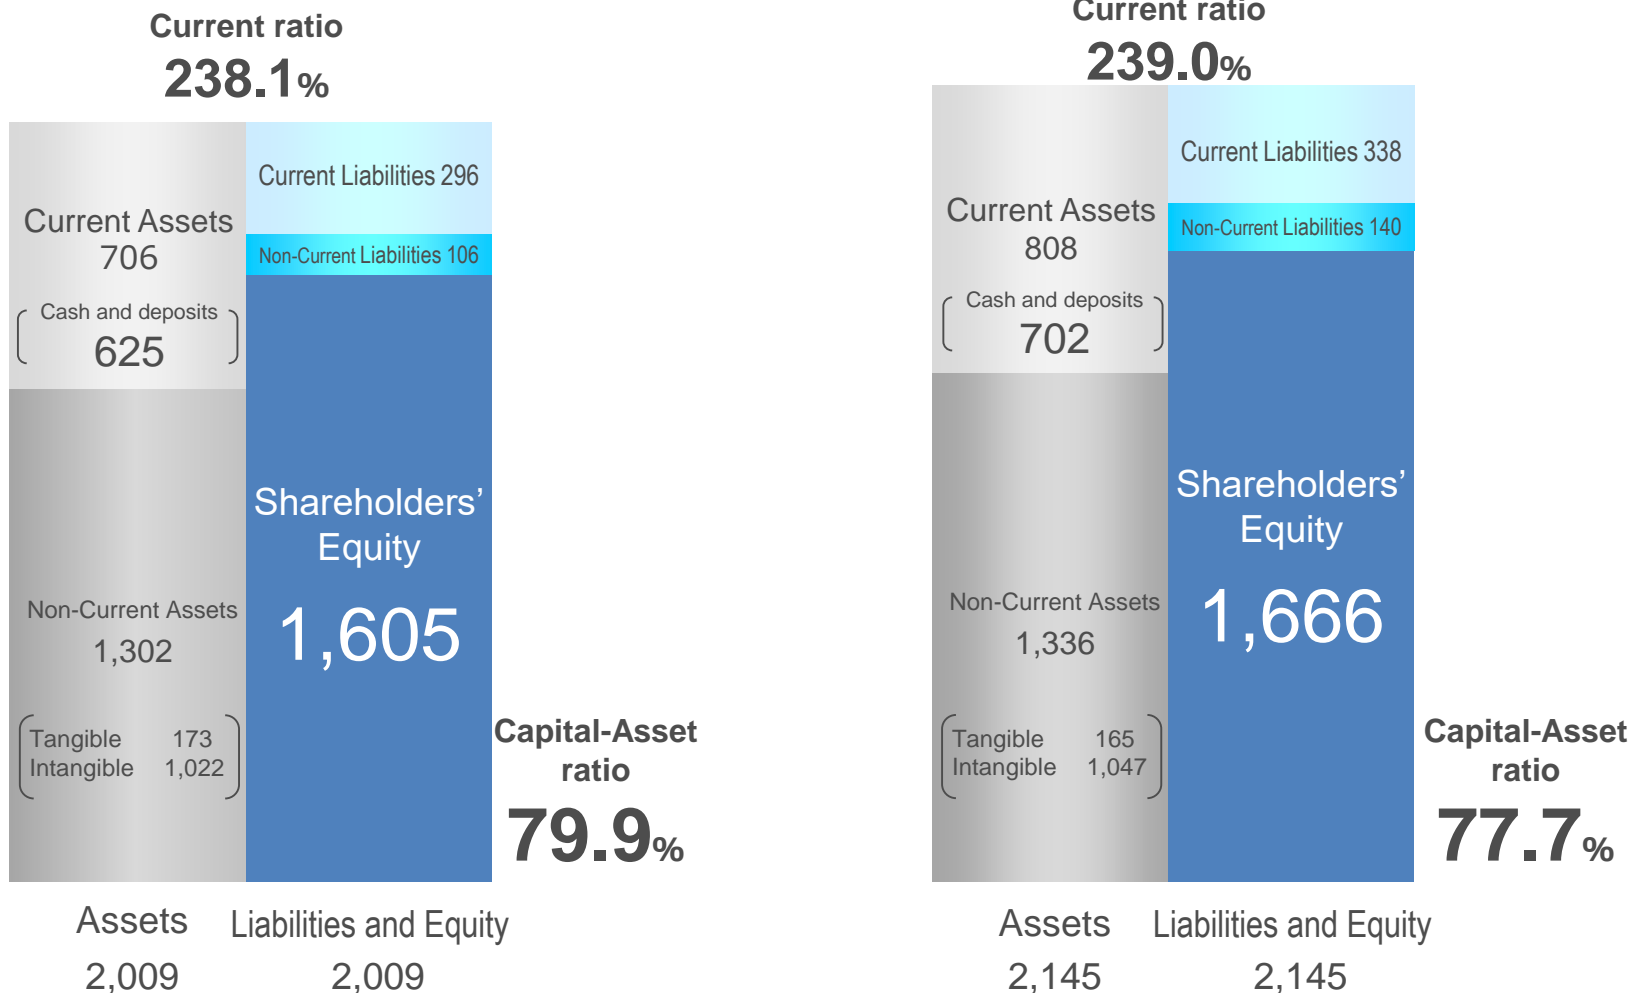 Current ratio
238.1%
Current Assets
706
Cash and deposits
625
Non-Current Assets
1,302
Tangible 173
Intangible 1,022
Current Liabilities 296
Non-Current Liabilities 106
Shareholders’
Equity
1,605
Capital-Asset
ratio
79.9%
Assets
2,009
Liabilities and Equity
2,009
Current ratio
239.0%
Current Assets
808
Cash and deposits
702
Non-Current Assets
1,336
Tangible 165
Intangible 1,047
Current Liabilities 338
Non-Current Liabilities 140
Shareholders’
Equity
1,666
Capital-Asset
ratio
77.7%
Assets
2,145
Liabilities and Equity
2,145